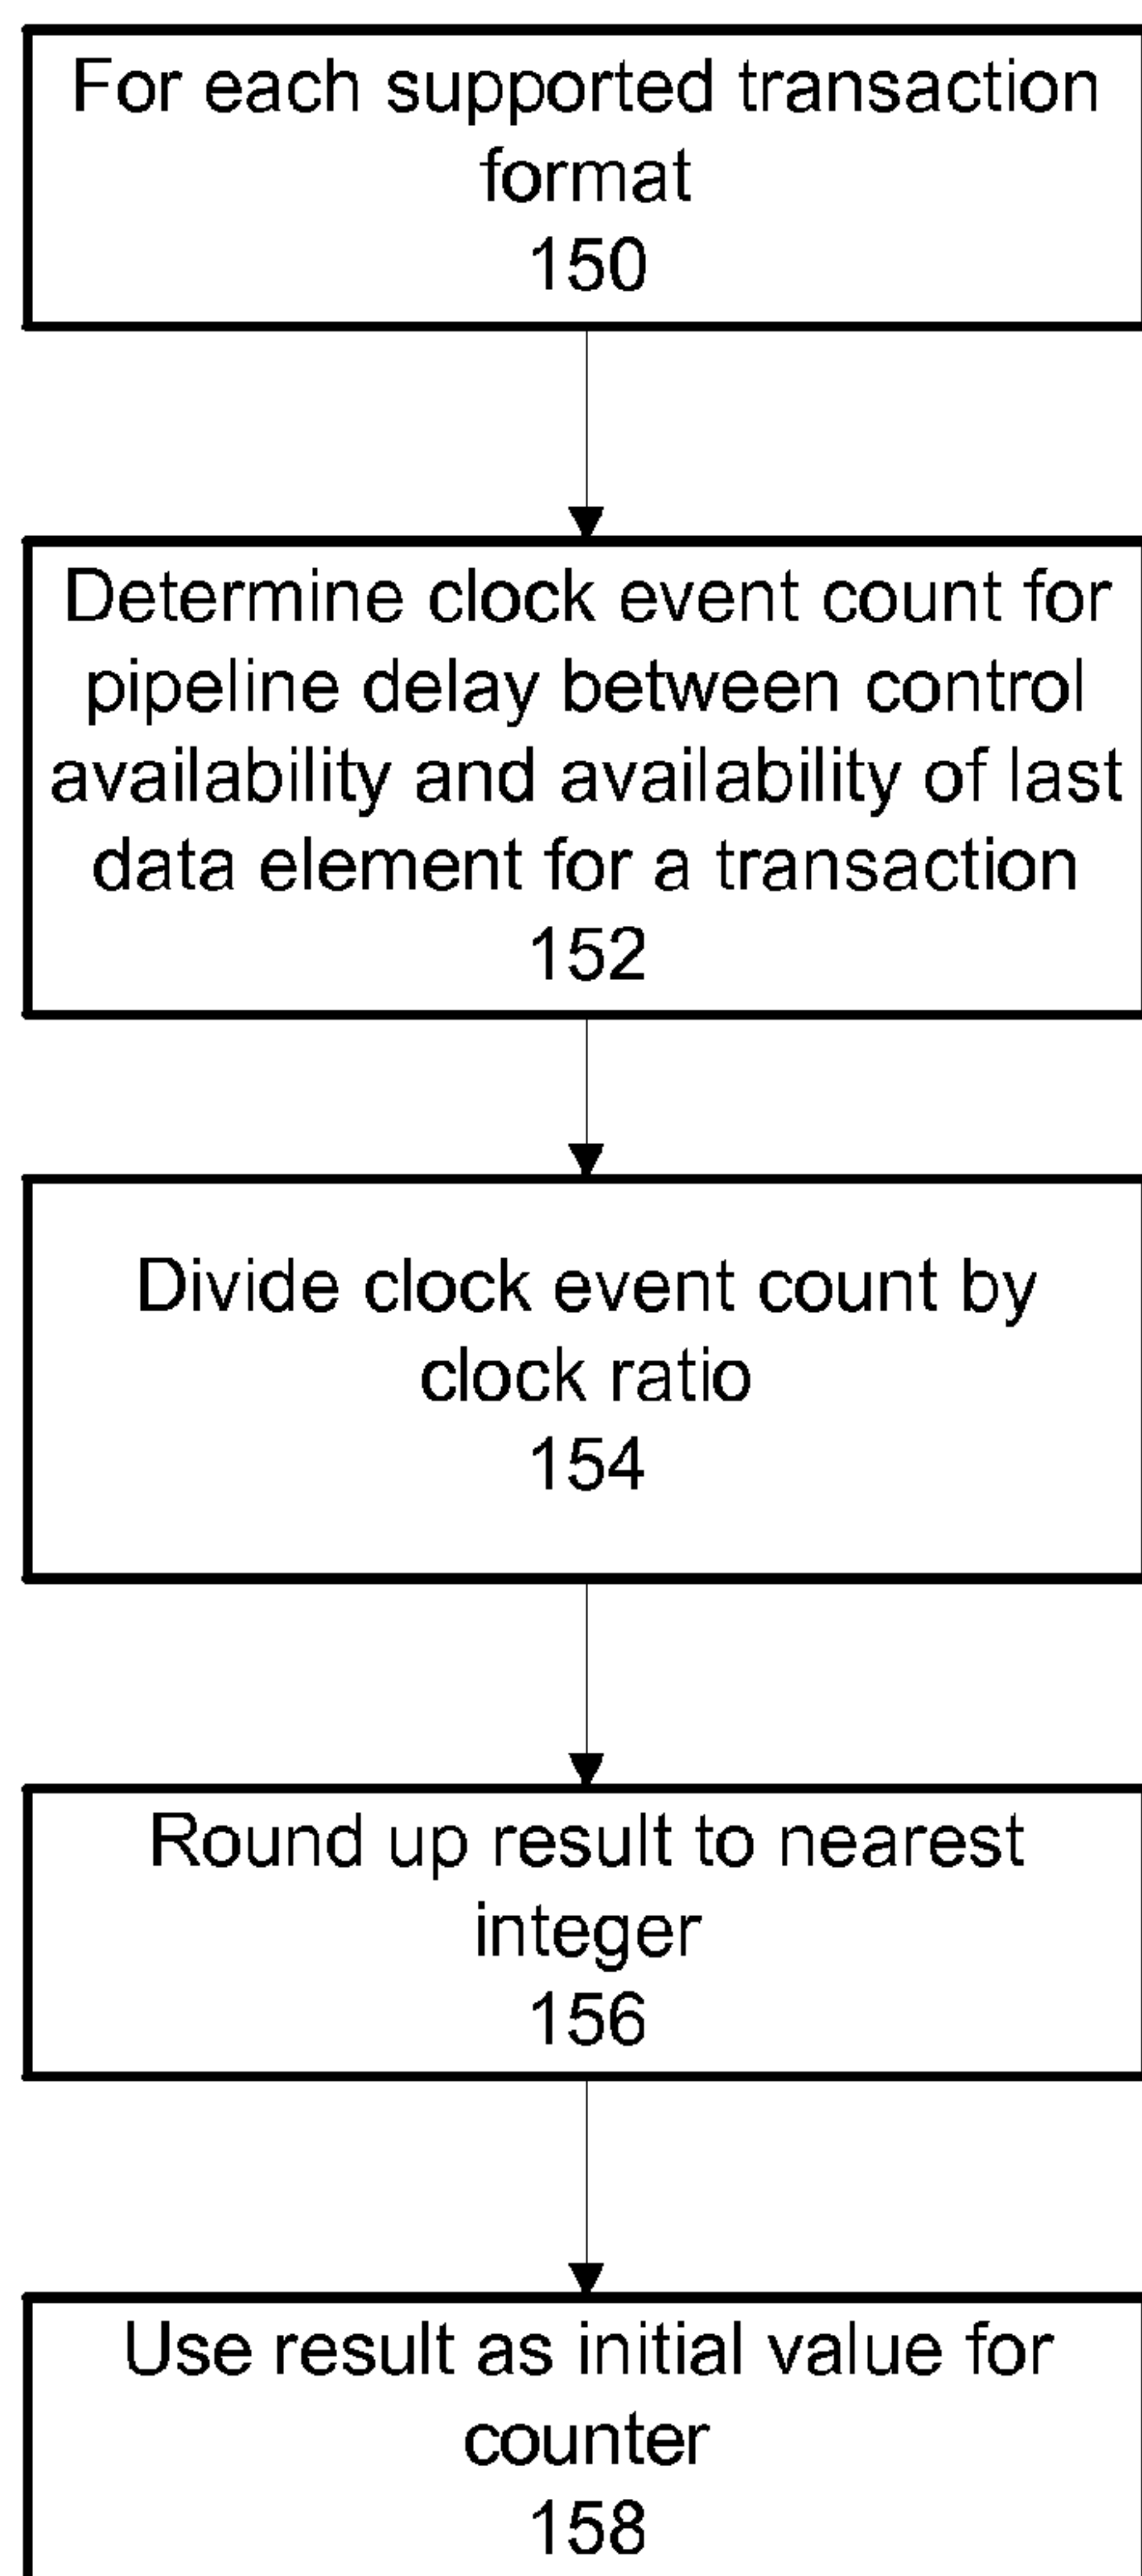 For each supported transaction
format
150
Determine clock event count for
pipeline delay between control
availability and availability of last
data element for a transaction
152
Divide clock event count by
clock ratio
154
Round up result to nearest
integer
156
Use result as initial value for
counter
158